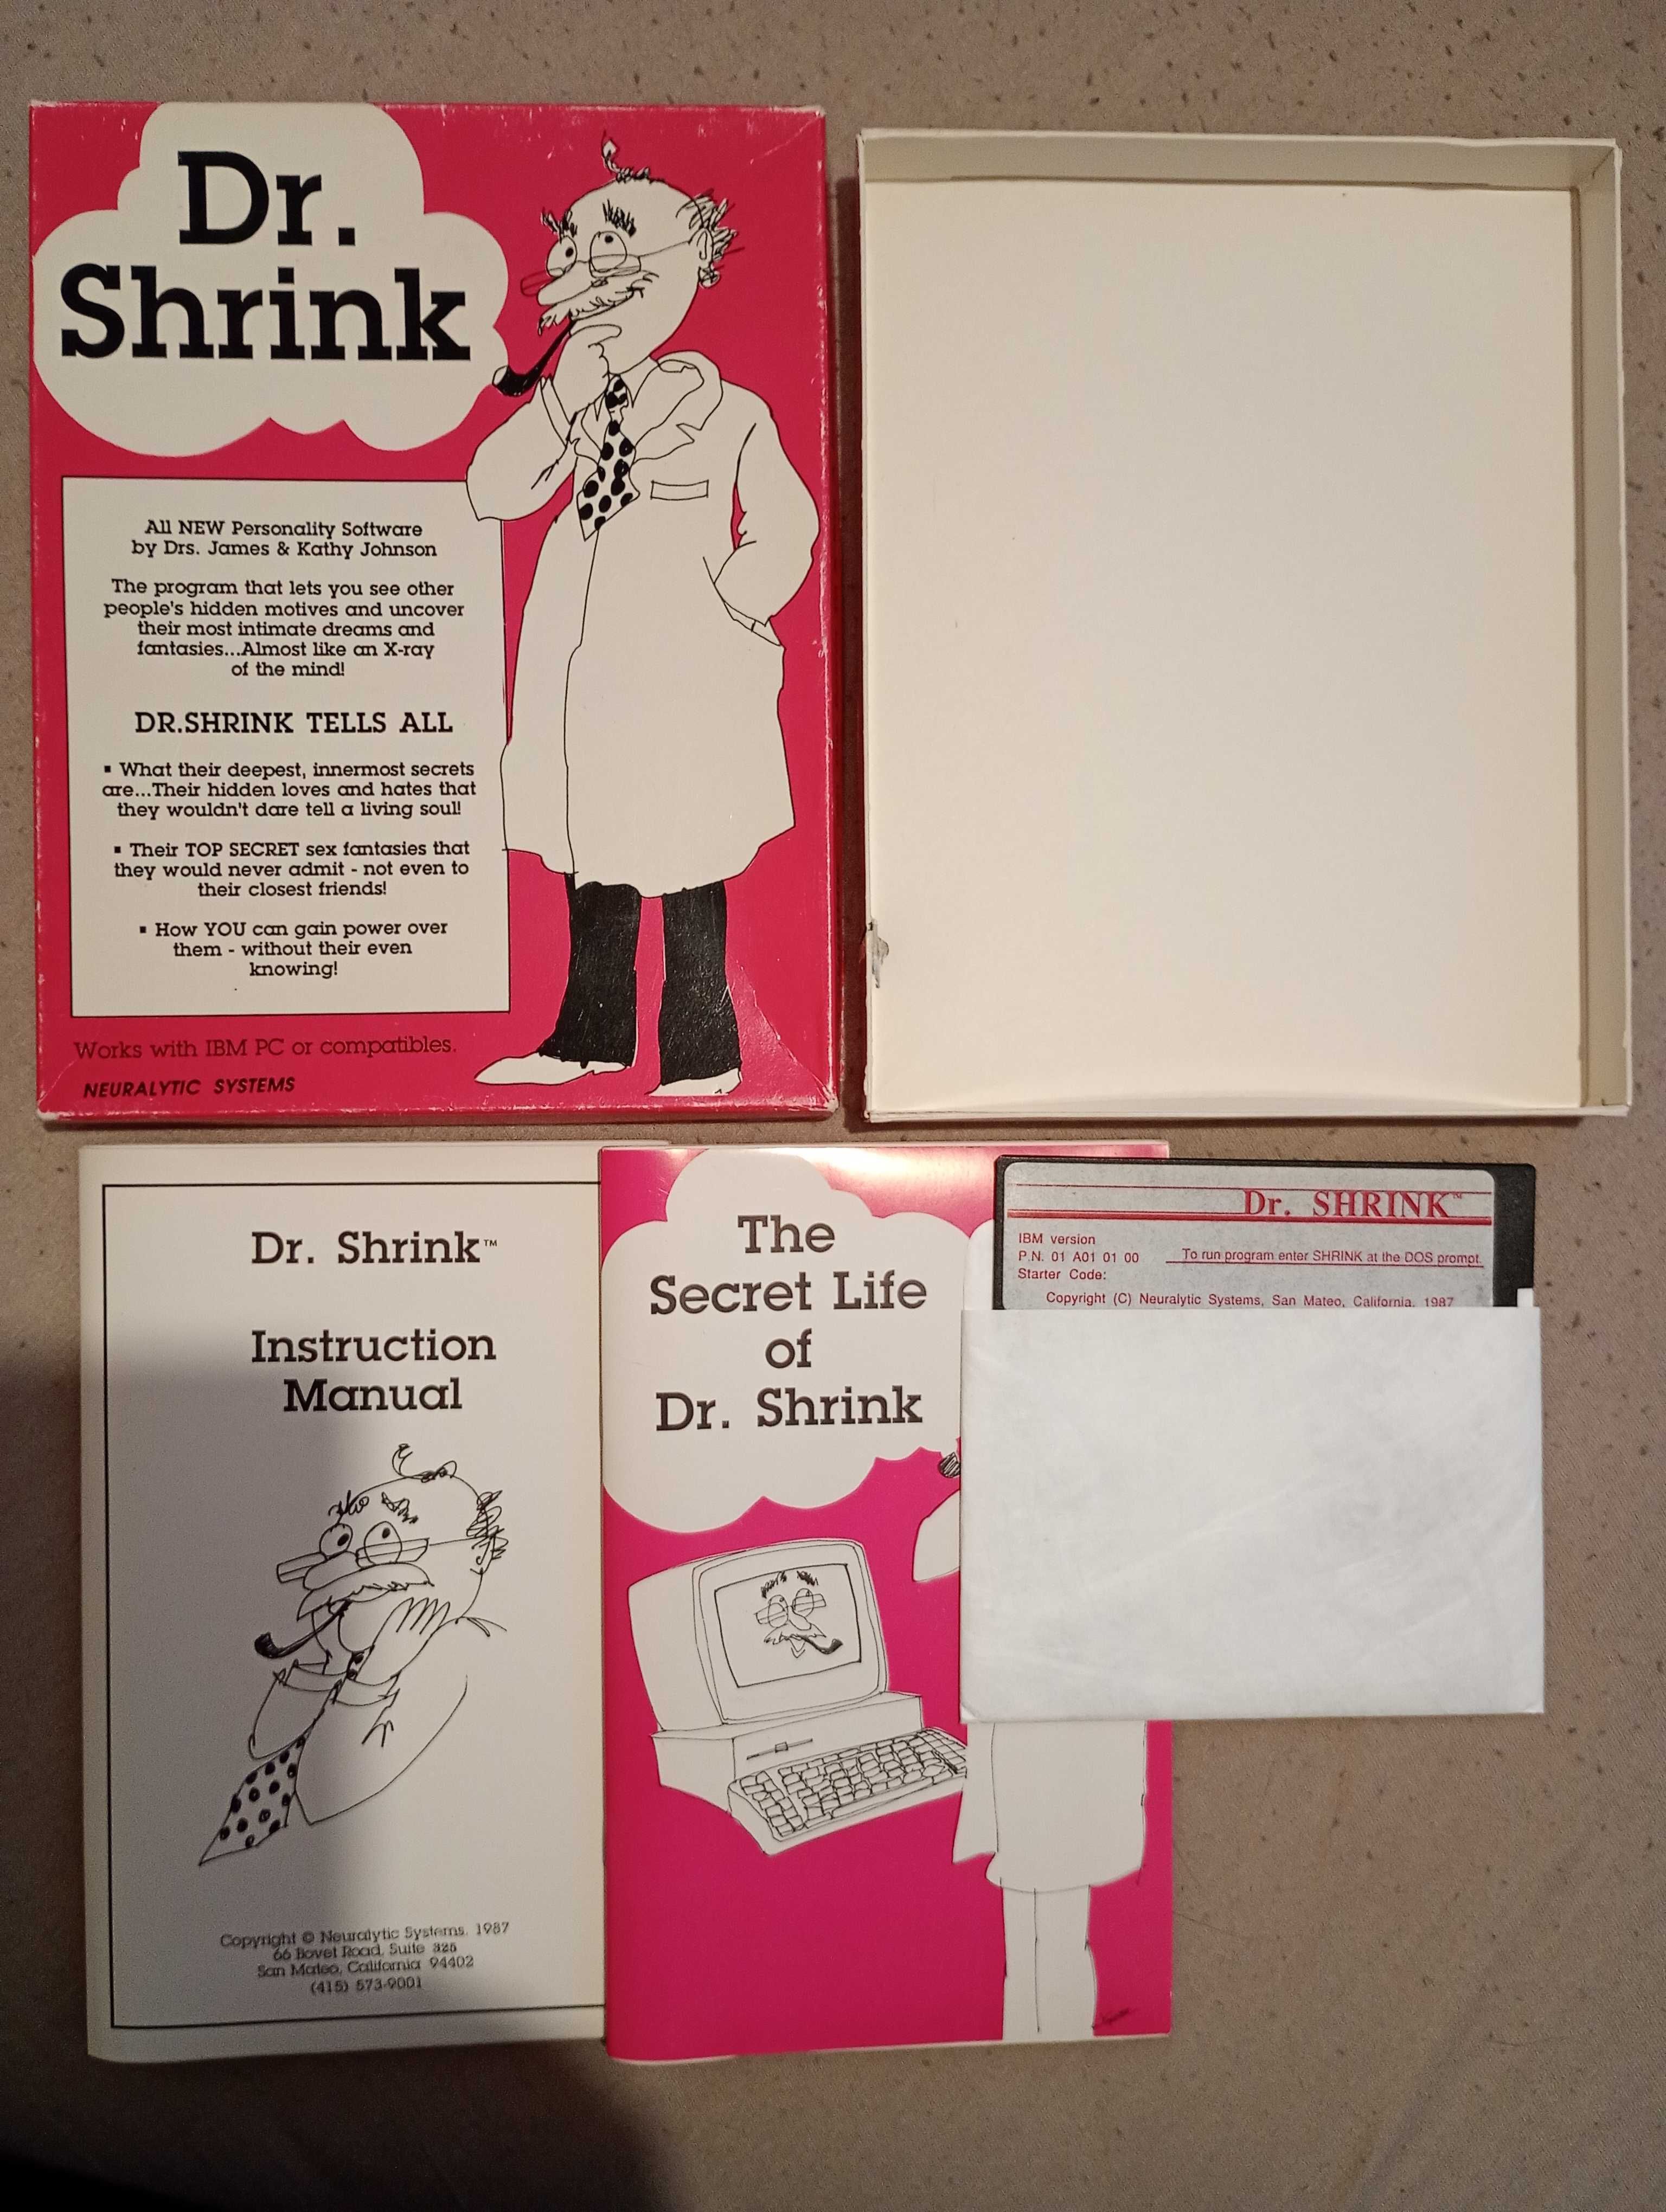 Dr.
Shrink
All NEW Personality Software
by Drs. James & Kathy Johnson
The program that lets you see other
people's hidden motives and uncover
their most intimate dreams and
fantasies...Almost like an X-ray
of the mind!
DR.SHRINK TELLS ALL
▪ What their deepest, innermost secrets
are...Their hidden loves and hates that
they wouldn't dare tell a living soul!
▪ Their TOP SECRET sex fantasies that
they would never admit - not even to
their closest friends!
▪ How YOU can gain power over
them - without their even
knowing!
Works with IBM PC or compatibles.
NEURALYTIC SYSTEMS
Dr. Shrink™
Instruction
Manual
Copyright © Neuralytic Systems, 1987
66 Bovet Road, Suite 325
San Mateo, California 94402
(415) 573-9001
The
Secret Life
of
Dr. Shrink
Dr. SHRINK™
IBM version
P.N. 01 A01 01 00 To run program enter SHRINK at the DOS prompt.
Starter Code:
Copyright (C) Neuralytic Systems, San Mateo, California, 1987